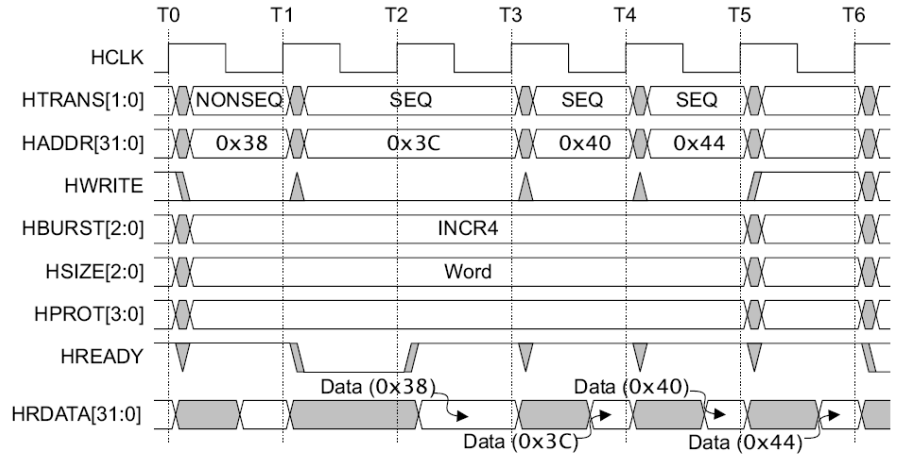 T0 T1 T2 T3 T4 T5 T6
HCLK
HTRANS[1:0] NONSEQ SEQ SEQ SEQ
HADDR[31:0] 0x38 0x3C 0x40 0x44
HWRITE
HBURST[2:0] INCR4
HSIZE[2:0] Word
HPROT[3:0]
HREADY
Data (0x38) Data (0x40)
HRDATA[31:0]
Data (0x3C) Data (0x44)